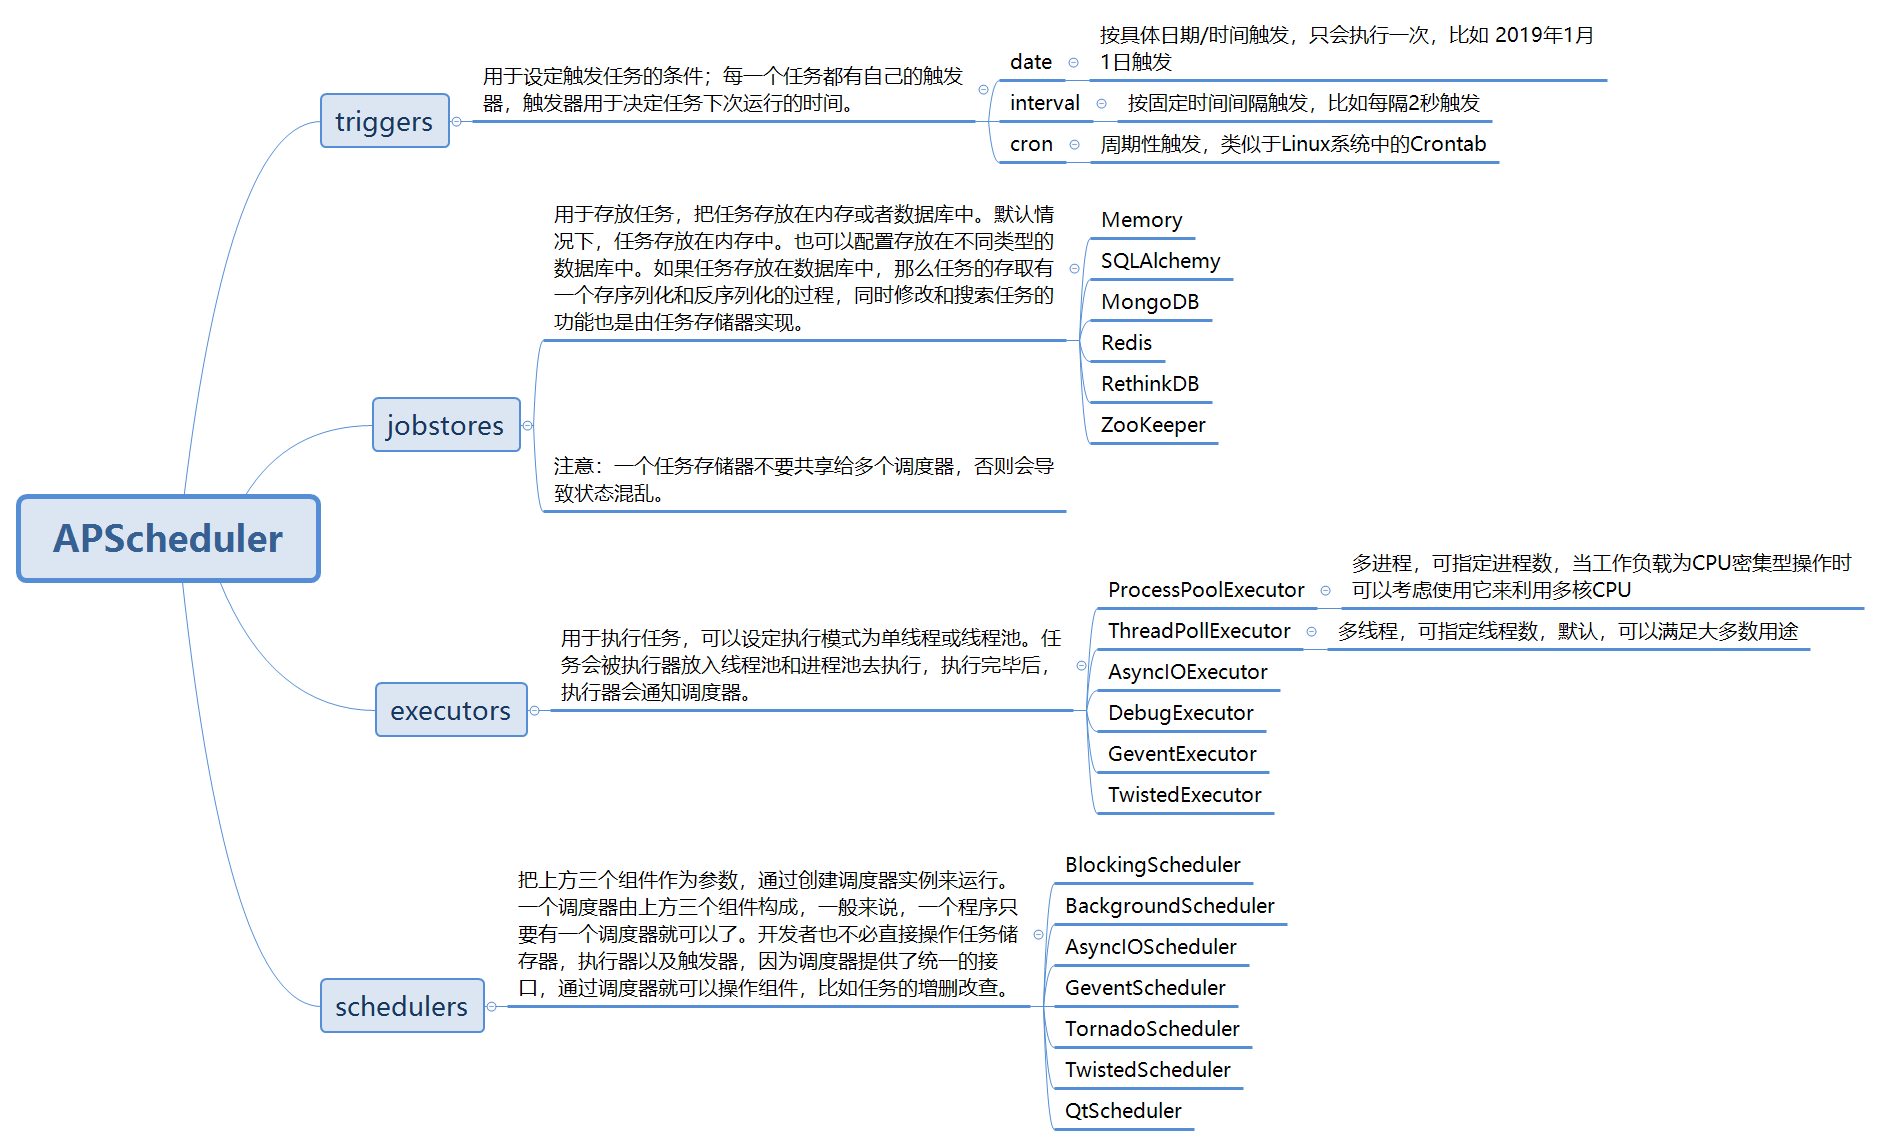 APScheduler
triggers
用于设定触发任务的条件；每一个任务都有自己的触发
器，触发器用于决定任务下次运行的时间。
date
按具体日期/时间触发，只会执行一次，比如 2019年1月
1日触发
interval
按固定时间间隔触发，比如每隔2秒触发
cron
周期性触发，类似于Linux系统中的Crontab
jobstores
用于存放任务，把任务存放在内存或者数据库中。默认情
况下，任务存放在内存中。也可以配置存放在不同类型的
数据库中。如果任务存放在数据库中，那么任务的存取有
一个存序列化和反序列化的过程，同时修改和搜索任务的
功能也是由任务存储器实现。
Memory
SQLAlchemy
MongoDB
Redis
RethinkDB
ZooKeeper
注意：一个任务存储器不要共享给多个调度器，否则会导
致状态混乱。
executors
用于执行任务，可以设定执行模式为单线程或线程池。任
务会被执行器放入线程池和进程池去执行，执行完毕后，
执行器会通知调度器。
ProcessPoolExecutor
多进程，可指定进程数，当工作负载为CPU密集型操作时
可以考虑使用它来利用多核CPU
ThreadPollExecutor
多线程，可指定线程数，默认，可以满足大多数用途
AsyncIOExecutor
DebugExecutor
GeventExecutor
TwistedExecutor
schedulers
把上方三个组件作为参数，通过创建调度器实例来运行。
一个调度器由上方三个组件构成，一般来说，一个程序只
要有一个调度器就可以了。开发者也不必直接操作任务储
存器，执行器以及触发器，因为调度器提供了统一的接
口，通过调度器就可以操作组件，比如任务的增删改查。
BlockingScheduler
BackgroundScheduler
AsyncIOScheduler
GeventScheduler
TornadoScheduler
TwistedScheduler
QtScheduler